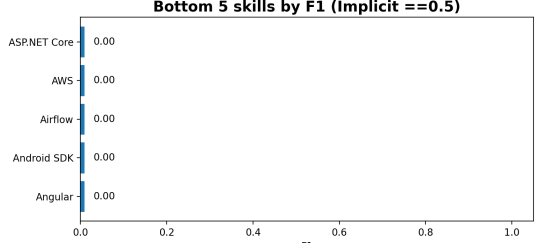 Bottom 5 skills by F1 (Implicit ==0.5)
ASP.NET Core 0.00
AWS 0.00
Airflow 0.00
Android SDK 0.00
Angular 0.00
0.0 0.2 0.4 0.6 0.8 1.0